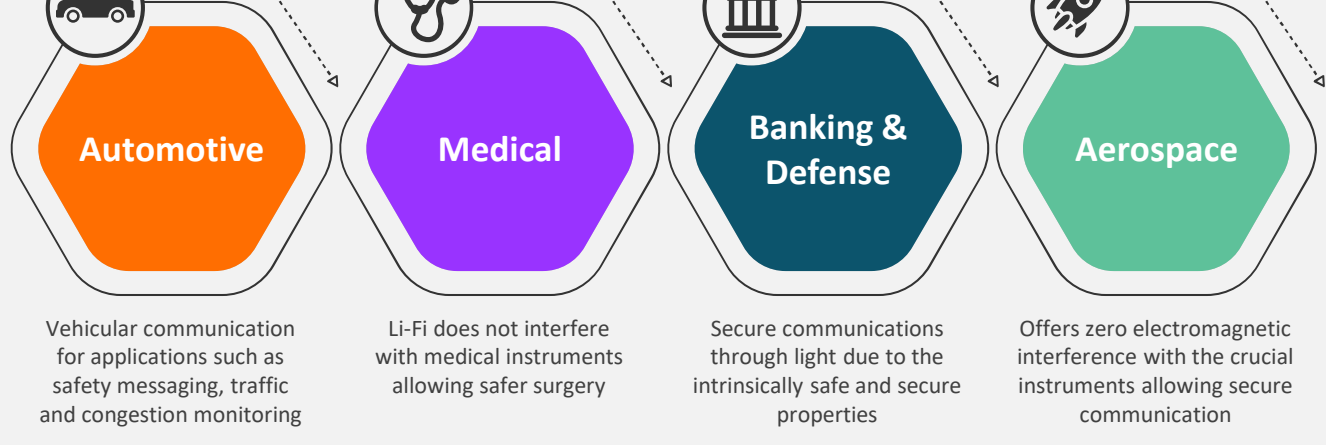 Automotive
Medical
Banking &
Defense
Aerospace
Vehicular communication
for applications such as
safety messaging, traffic
and congestion monitoring
Li-Fi does not interfere
with medical instruments
allowing safer surgery
Secure communications
through light due to the
intrinsically safe and secure
properties
Offers zero electromagnetic
interference with the crucial
instruments allowing secure
communication